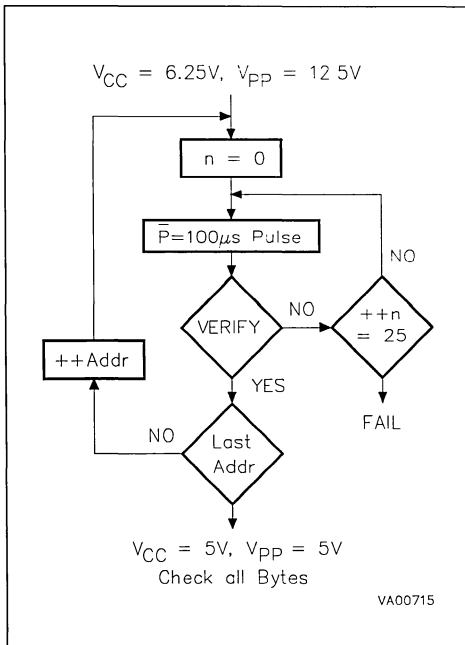 V_CC = 6.25V, V_PP = 12 5V
n = 0
P̅=100μs Pulse
NO
VERIFY
NO
++n
= 25
++Addr
YES
FAIL
NO
Last
Addr
V_CC = 5V, V_PP = 5V
Check all Bytes
VA00715